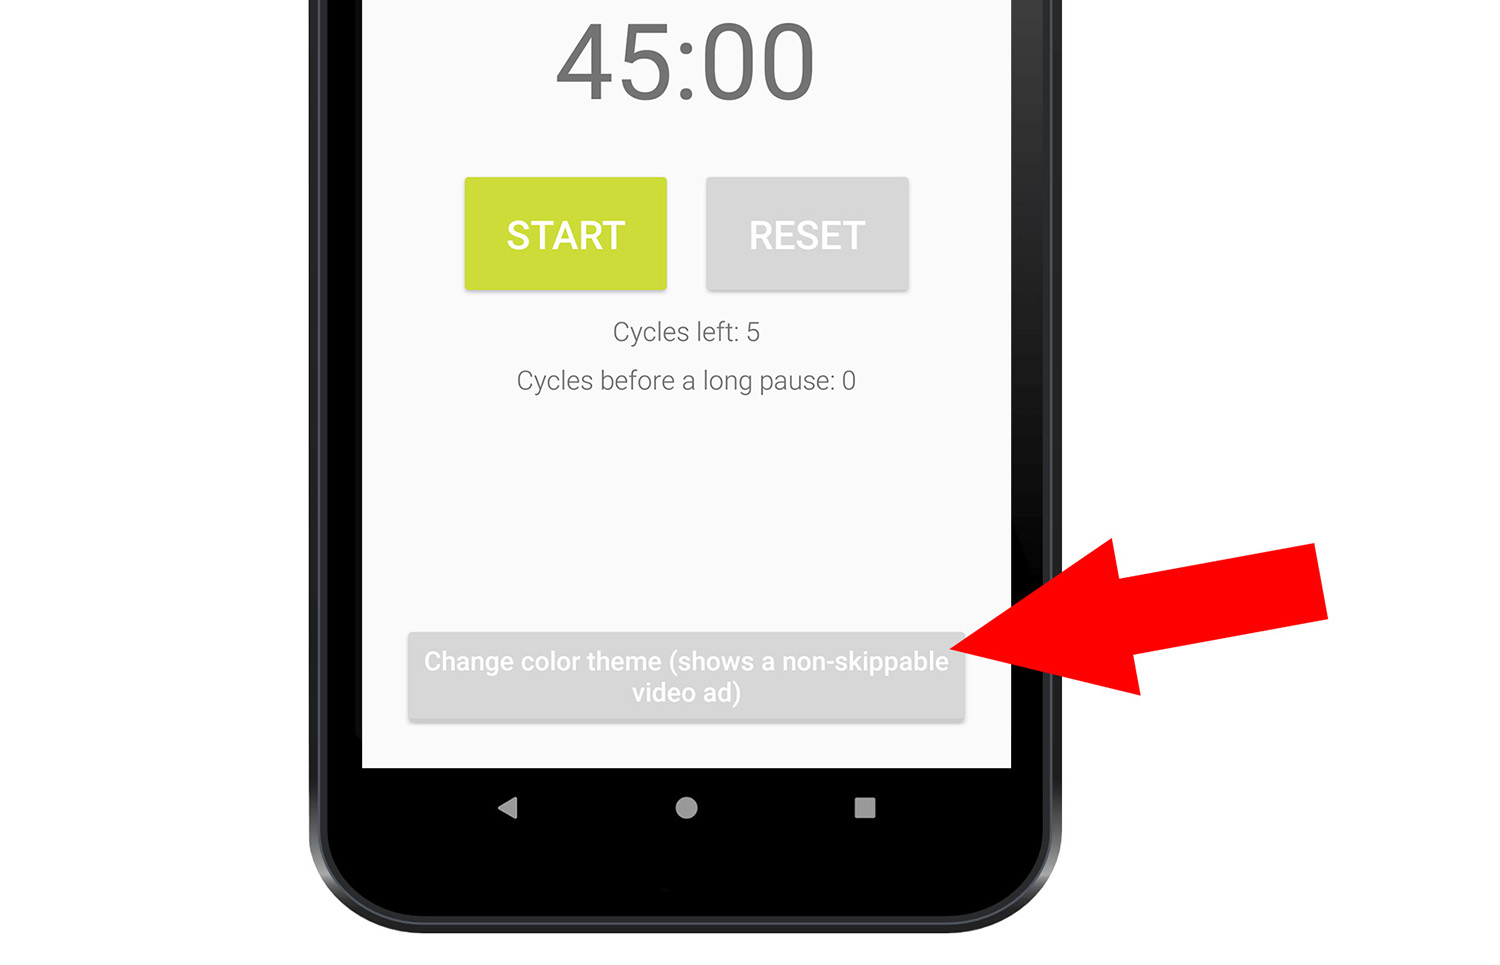 45:00
START
RESET
Cycles left: 5
Cycles before a long pause: 0
Change color theme (shows a non-skippable
video ad)